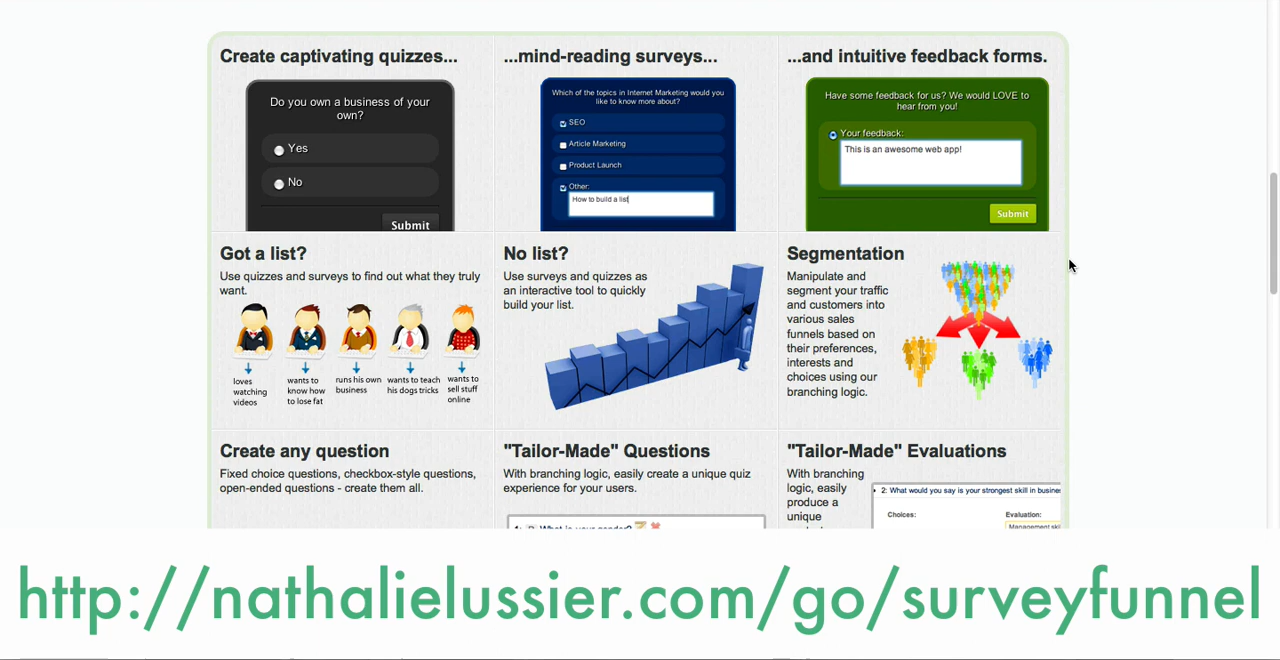 Create captivating quizzes...
Do you own a business of your
own?
Yes
No
Submit
...mind-reading surveys...
Which of the topics in Internet Marketing would you
like to know more about?
SEO
Article Marketing
Product Launch
Other:
How to build a list
...and intuitive feedback forms.
Have some feedback for us? We would LOVE to
hear from you!
Your feedback:
This is an awesome web app!
Submit
Got a list?
Use quizzes and surveys to find out what they truly
want.
loves
watching
videos
wants to
know how
to lose fat
runs his own
business
wants to teach
his dogs tricks
wants to
sell stuff
online
No list?
Use surveys and quizzes as
an interactive tool to quickly
build your list.
Segmentation
Manipulate and
segment your traffic
and customers into
various sales
funnels based on
their preferences,
interests and
choices using our
branching logic.
Create any question
Fixed choice questions, checkbox-style questions,
open-ended questions - create them all.
"Tailor-Made" Questions
With branching logic, easily create a unique quiz
experience for your users.
What is your gender?
"Tailor-Made" Evaluations
With branching
logic, easily
produce a
unique
2: What would you say is your strongest skill in busines
Choices:
Evaluation:
Management skil
http://nathalielussier.com/go/surveyfunnel